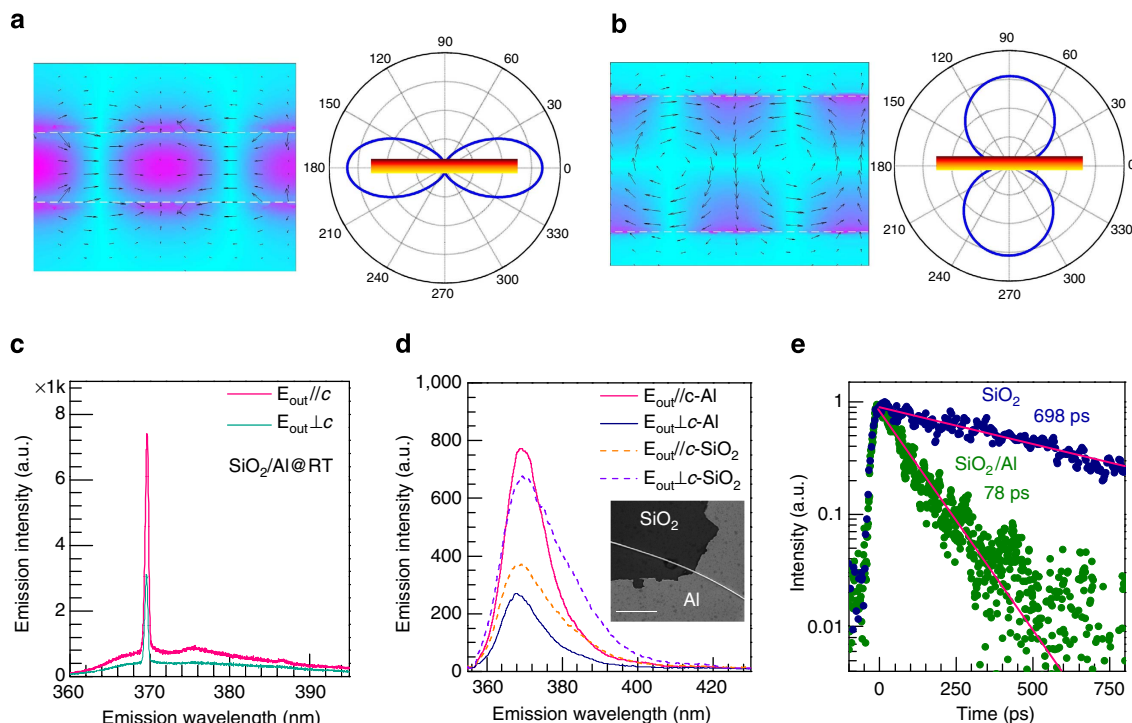 a
90
120
60
150
30
180
0
210
330
240
300
270
b
90
120
60
150
30
180
0
210
330
240
300
270
c
×1k
8
6
4
2
0
360
370
380
390
Emission intensity (a.u.)
Emission wavelength (nm)
E_out//c
E_out⊥c
SiO₂/Al@RT
d
1,000
800
600
400
200
0
360
380
400
420
Emission intensity (a.u.)
Emission wavelength (nm)
E_out//c-Al
E_out⊥c-Al
E_out//c-SiO₂
E_out⊥c-SiO₂
SiO₂
Al
e
1
0.1
0.01
0
250
500
750
Intensity (a.u.)
Time (ps)
SiO₂
698 ps
SiO₂/Al
78 ps